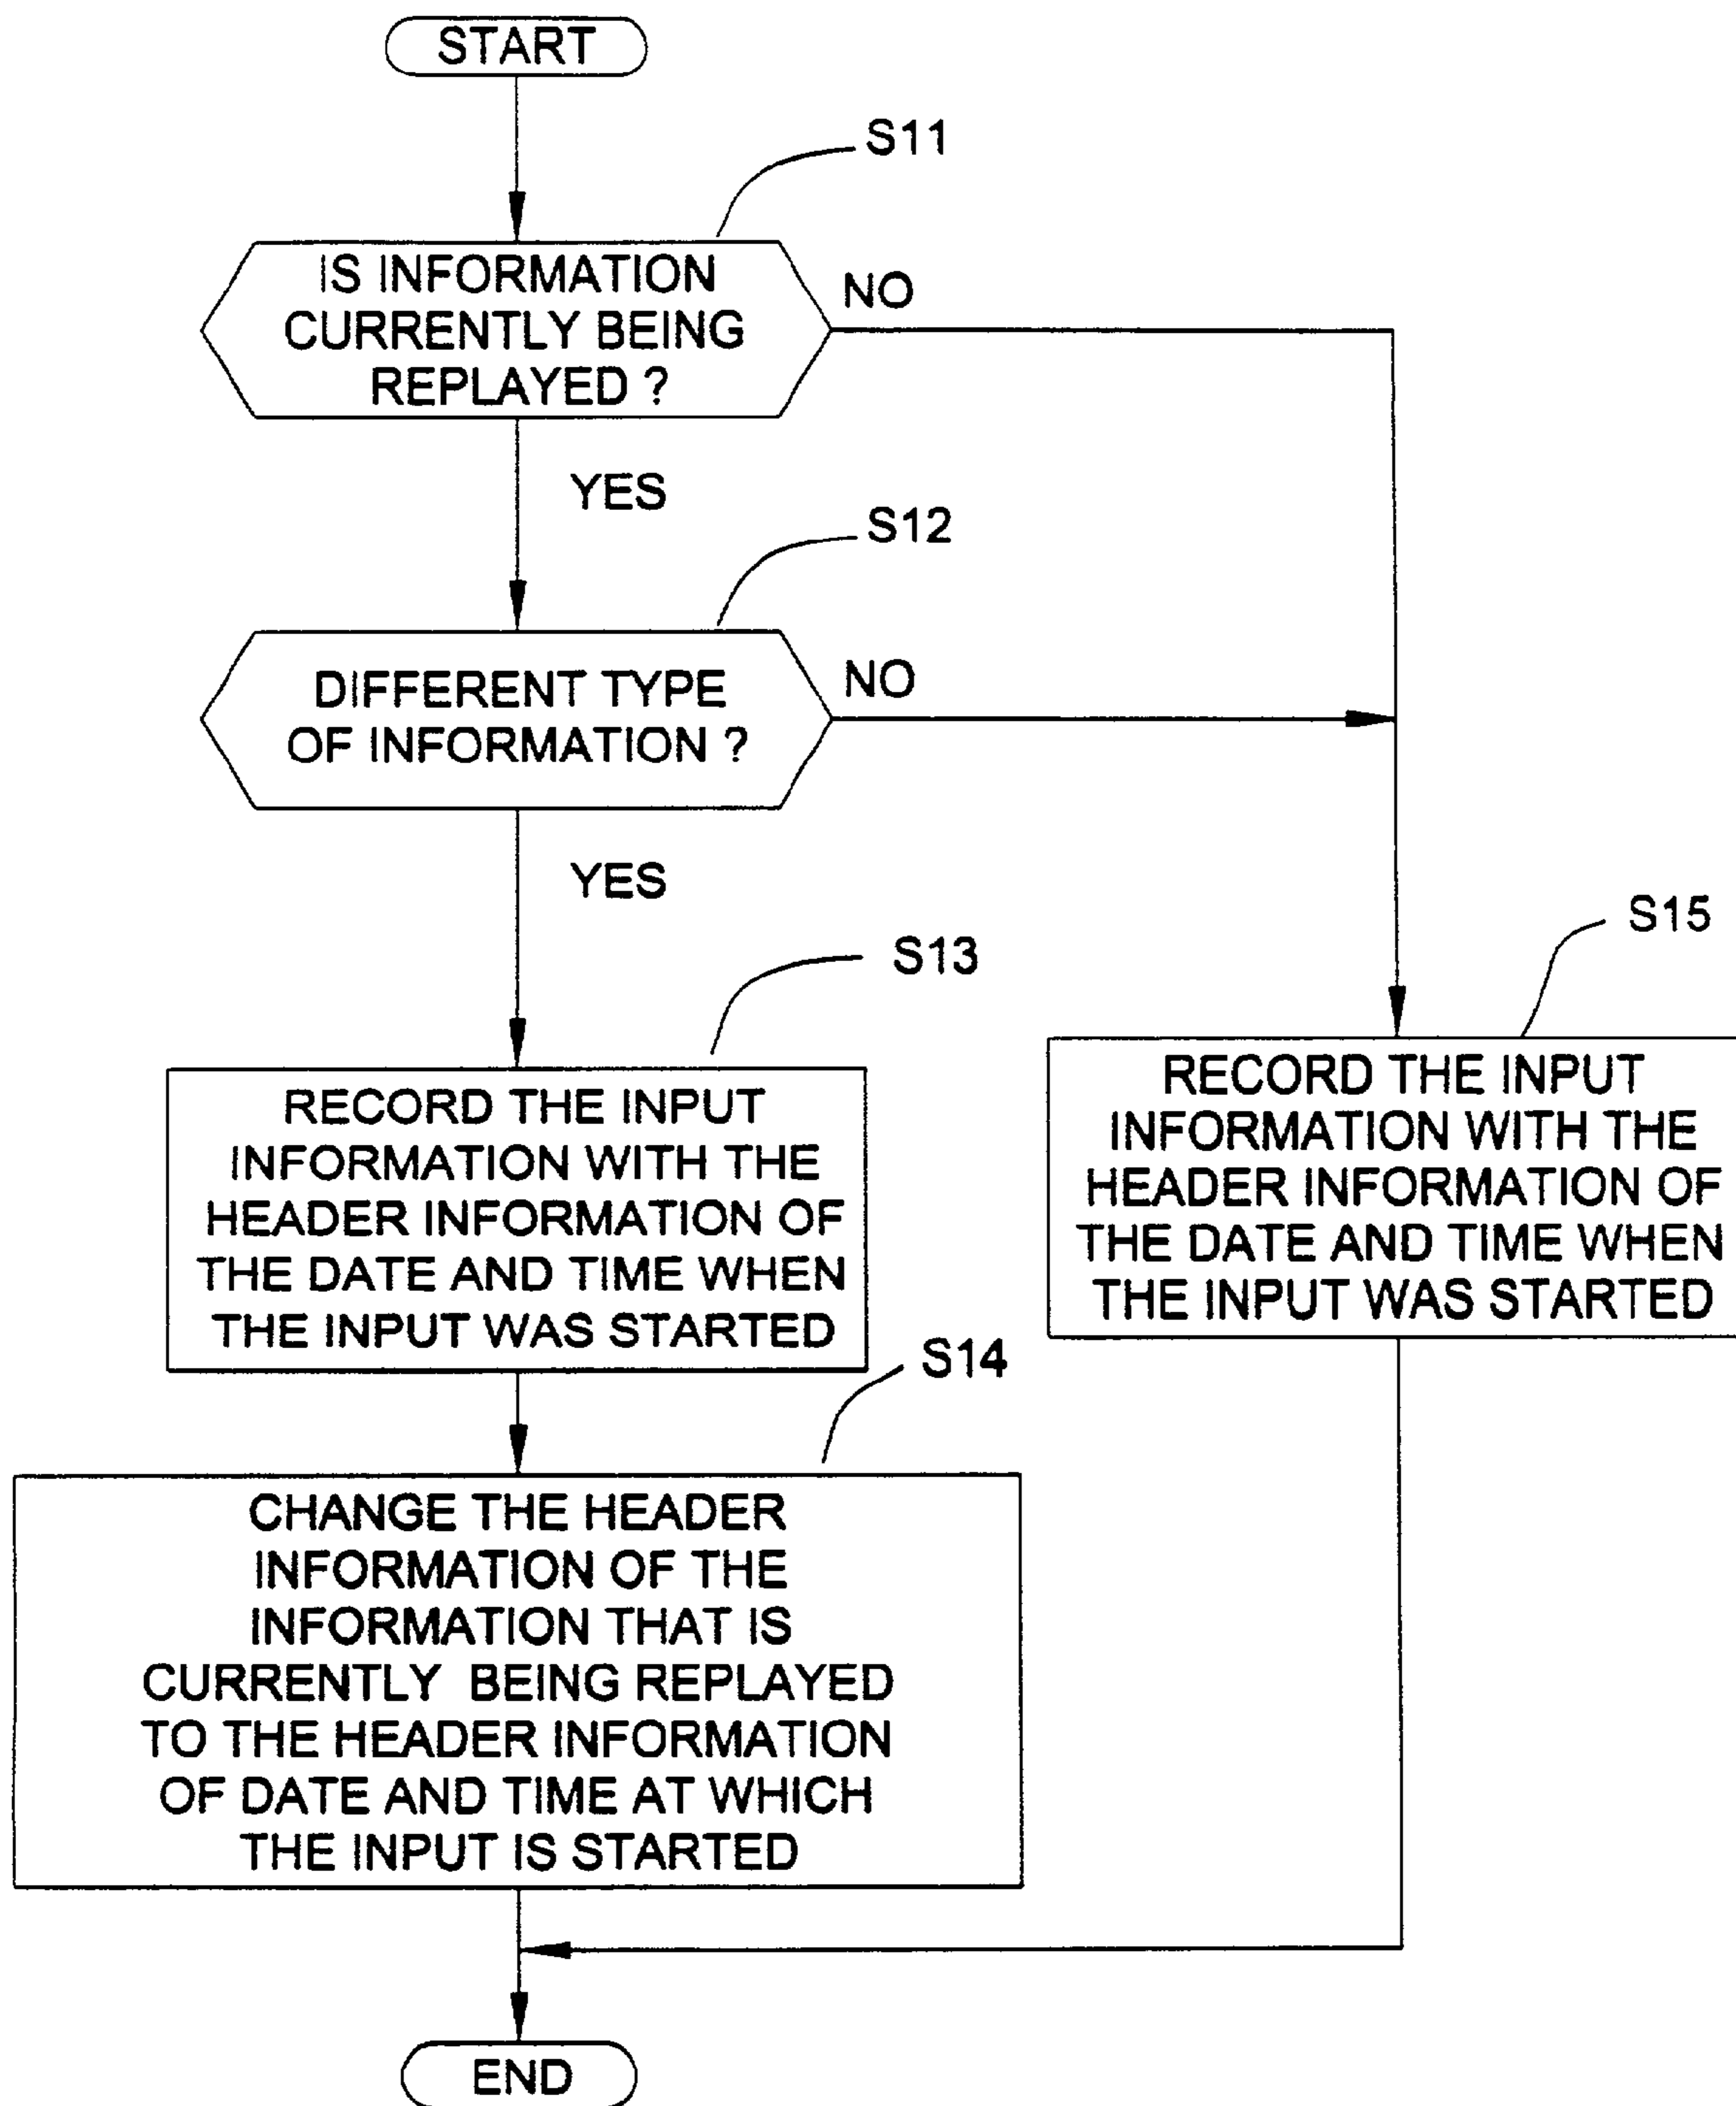 START
S11
IS INFORMATION
CURRENTLY BEING
REPLAYED ?
NO
YES
S12
DIFFERENT TYPE
OF INFORMATION ?
NO
YES
S13
RECORD THE INPUT
INFORMATION WITH THE
HEADER INFORMATION OF
THE DATE AND TIME WHEN
THE INPUT WAS STARTED
S15
RECORD THE INPUT
INFORMATION WITH THE
HEADER INFORMATION OF
THE DATE AND TIME WHEN
THE INPUT WAS STARTED
S14
CHANGE THE HEADER
INFORMATION OF THE
INFORMATION THAT IS
CURRENTLY BEING REPLAYED
TO THE HEADER INFORMATION
OF DATE AND TIME AT WHICH
THE INPUT IS STARTED
END